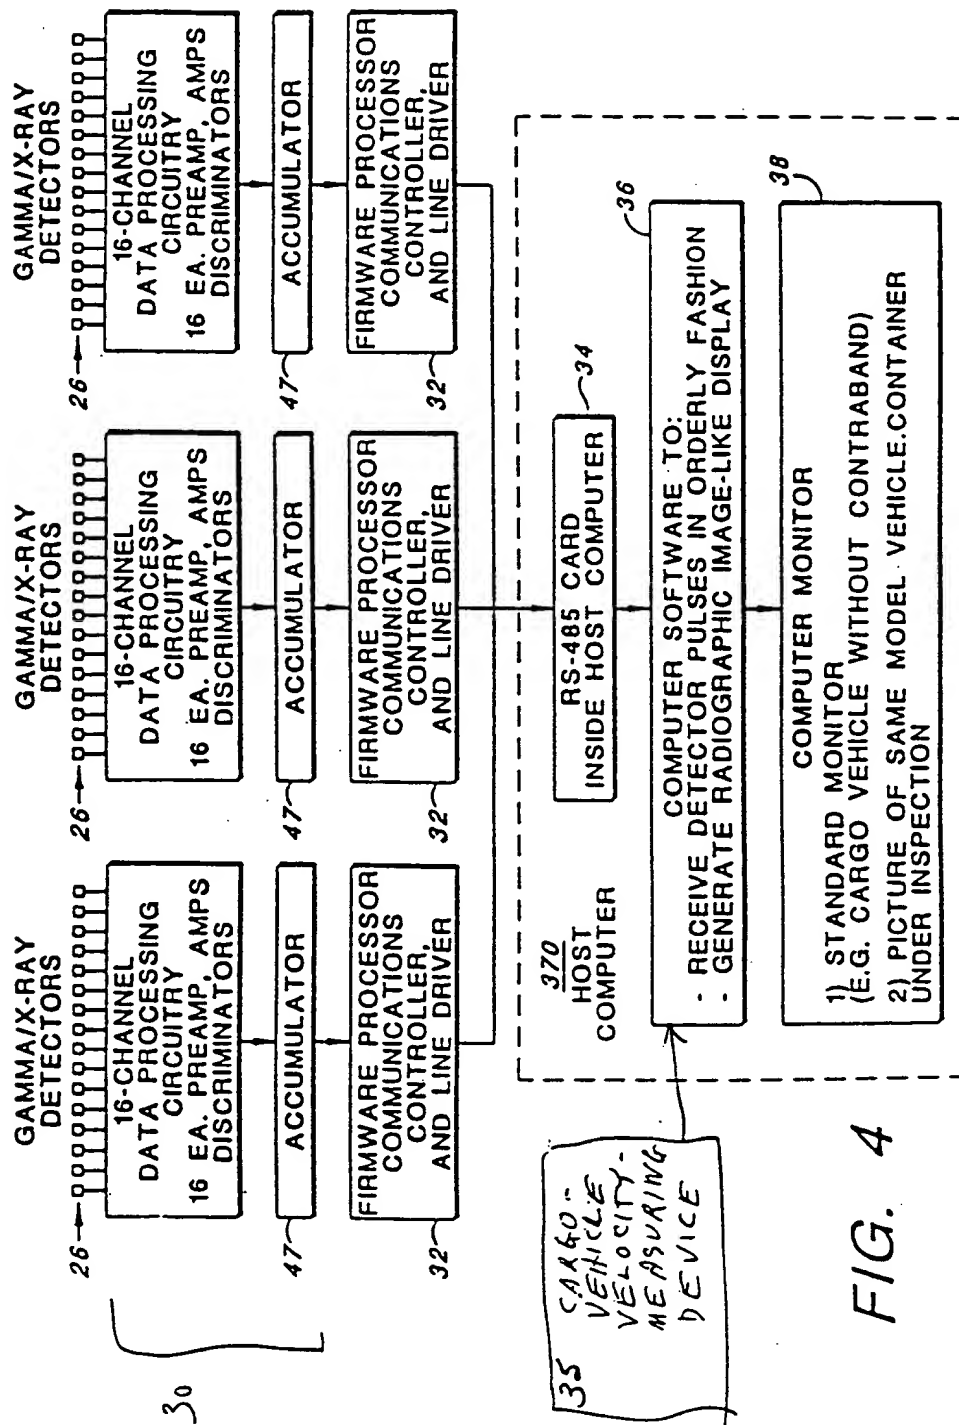 GAMMA/X-RAY
DETECTORS
26
16-CHANNEL
DATA PROCESSING
CIRCUITRY
16 EA. PREAMP, AMPS
DISCRIMINATORS
47
ACCUMULATOR
FIRMWARE PROCESSOR
COMMUNICATIONS
CONTROLLER,
AND LINE DRIVER
32
GAMMA/X-RAY
DETECTORS
26
16-CHANNEL
DATA PROCESSING
CIRCUITRY
16 EA. PREAMP, AMPS
DISCRIMINATORS
47
ACCUMULATOR
FIRMWARE PROCESSOR
COMMUNICATIONS
CONTROLLER,
AND LINE DRIVER
32
GAMMA/X-RAY
DETECTORS
26
16-CHANNEL
DATA PROCESSING
CIRCUITRY
16 EA. PREAMP, AMPS
DISCRIMINATORS
47
ACCUMULATOR
FIRMWARE PROCESSOR
COMMUNICATIONS
CONTROLLER,
AND LINE DRIVER
32
30
370
HOST
COMPUTER
RS-485 CARD
INSIDE HOST COMPUTER
34
36
COMPUTER SOFTWARE TO:
- RECEIVE DETECTOR PULSES IN ORDERLY FASHION
- GENERATE RADIOGRAPHIC IMAGE-LIKE DISPLAY
38
COMPUTER MONITOR
1) STANDARD MONITOR
(E.G. CARGO VEHICLE WITHOUT CONTRABAND)
2) PICTURE OF SAME MODEL VEHICLE.CONTAINER
UNDER INSPECTION
35
CARGO-
VEHICLE
VELOCITY-
MEASURING
DEVICE
FIG. 4